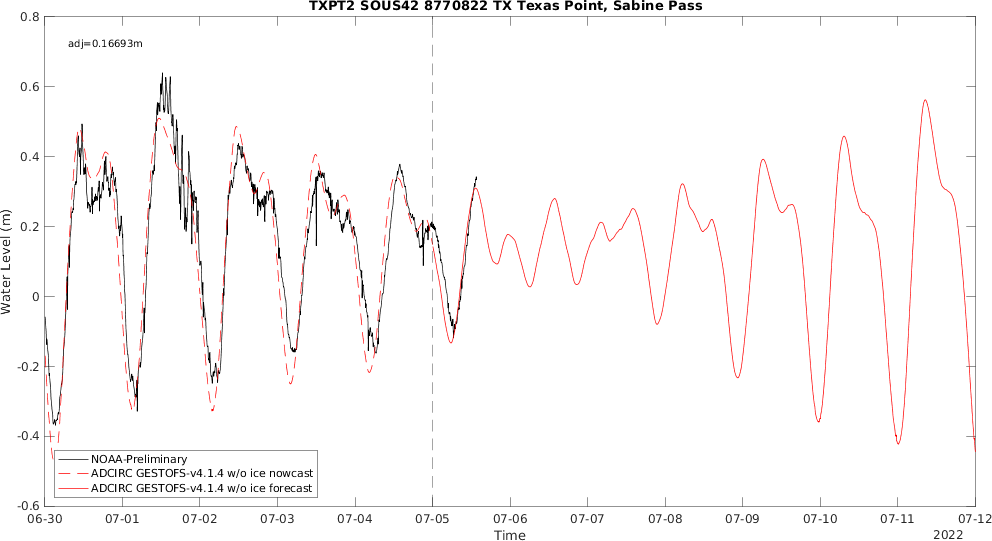 TXPT2 SOUS42 8770822 TX Texas Point, Sabine Pass
adj=0.16693m
Water Level (m)
0.8
0.6
0.4
0.2
0
-0.2
-0.4
-0.6
NOAA-Preliminary
ADCIRC GESTOFS-v4.1.4 w/o ice nowcast
ADCIRC GESTOFS-v4.1.4 w/o ice forecast
06-30 07-01 07-02 07-03 07-04 07-05 07-06 07-07 07-08 07-09 07-10 07-11 07-12
Time
2022